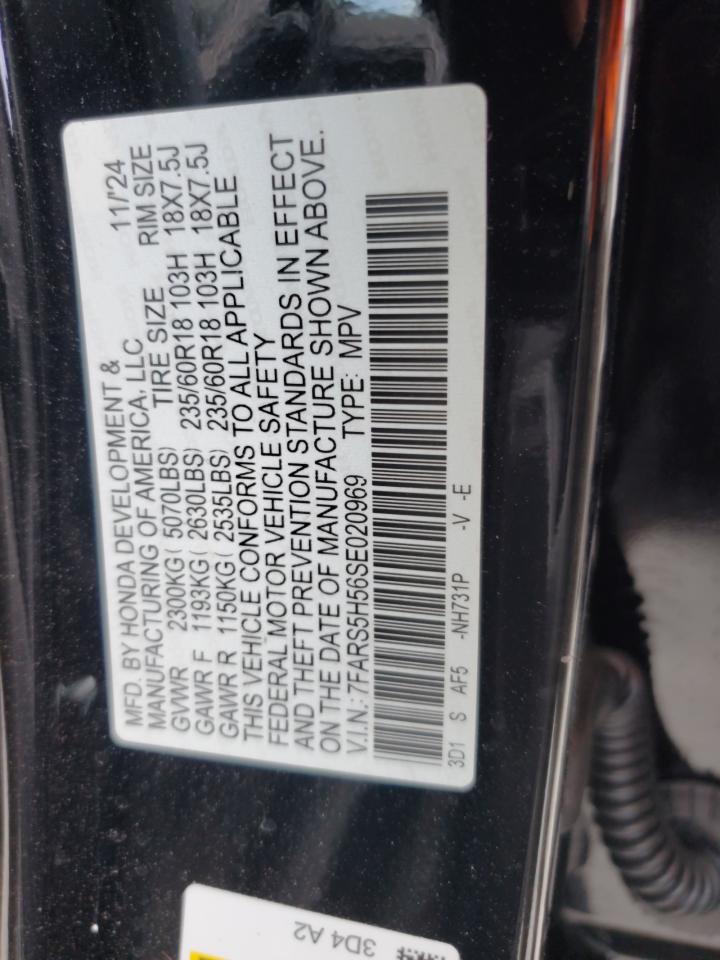 MFD. BY HONDA DEVELOPMENT & 11/'24
MANUFACTURING OF AMERICA, LLC RIM SIZE
GVWR 2300KG( 5070LBS) TIRE SIZE
GAWR F 1193KG( 2630LBS) 235/60R18 103H 18X7.5J
GAWR R 1150KG( 2535LBS) 235/60R18 103H 18X7.5J
THIS VEHICLE CONFORMS TO ALL APPLICABLE
FEDERAL MOTOR VEHICLE SAFETY
AND THEFT PREVENTION STANDARDS IN EFFECT
ON THE DATE OF MANUFACTURE SHOWN ABOVE.
V.I.N.: 7FARS5H56SE020969 TYPE: MPV
3D1 S AF5 -NH731P -V -E
3D4 A2